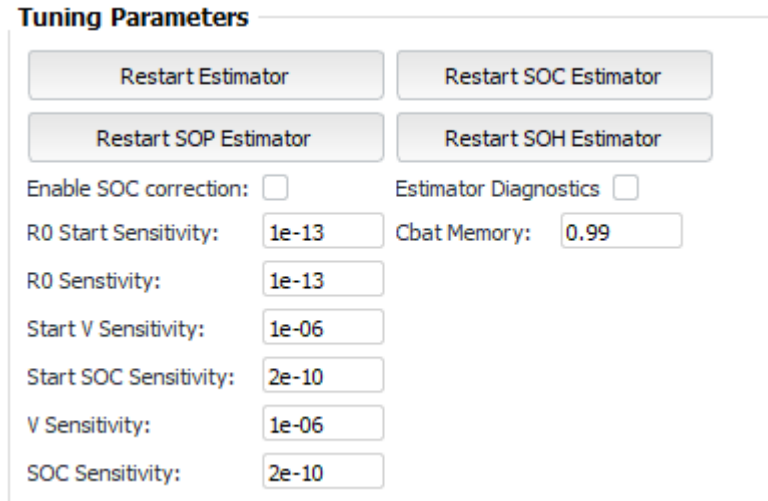 Tuning Parameters
Restart Estimator Restart SOC Estimator
Restart SOP Estimator Restart SOH Estimator
Enable SOC correction: Estimator Diagnostics
R0 Start Sensitivity: 1e-13 Cbat Memory: 0.99
R0 Senstivity: 1e-13
Start V Sensitivity: 1e-06
Start SOC Sensitivity: 2e-10
V Sensitivity: 1e-06
SOC Sensitivity: 2e-10